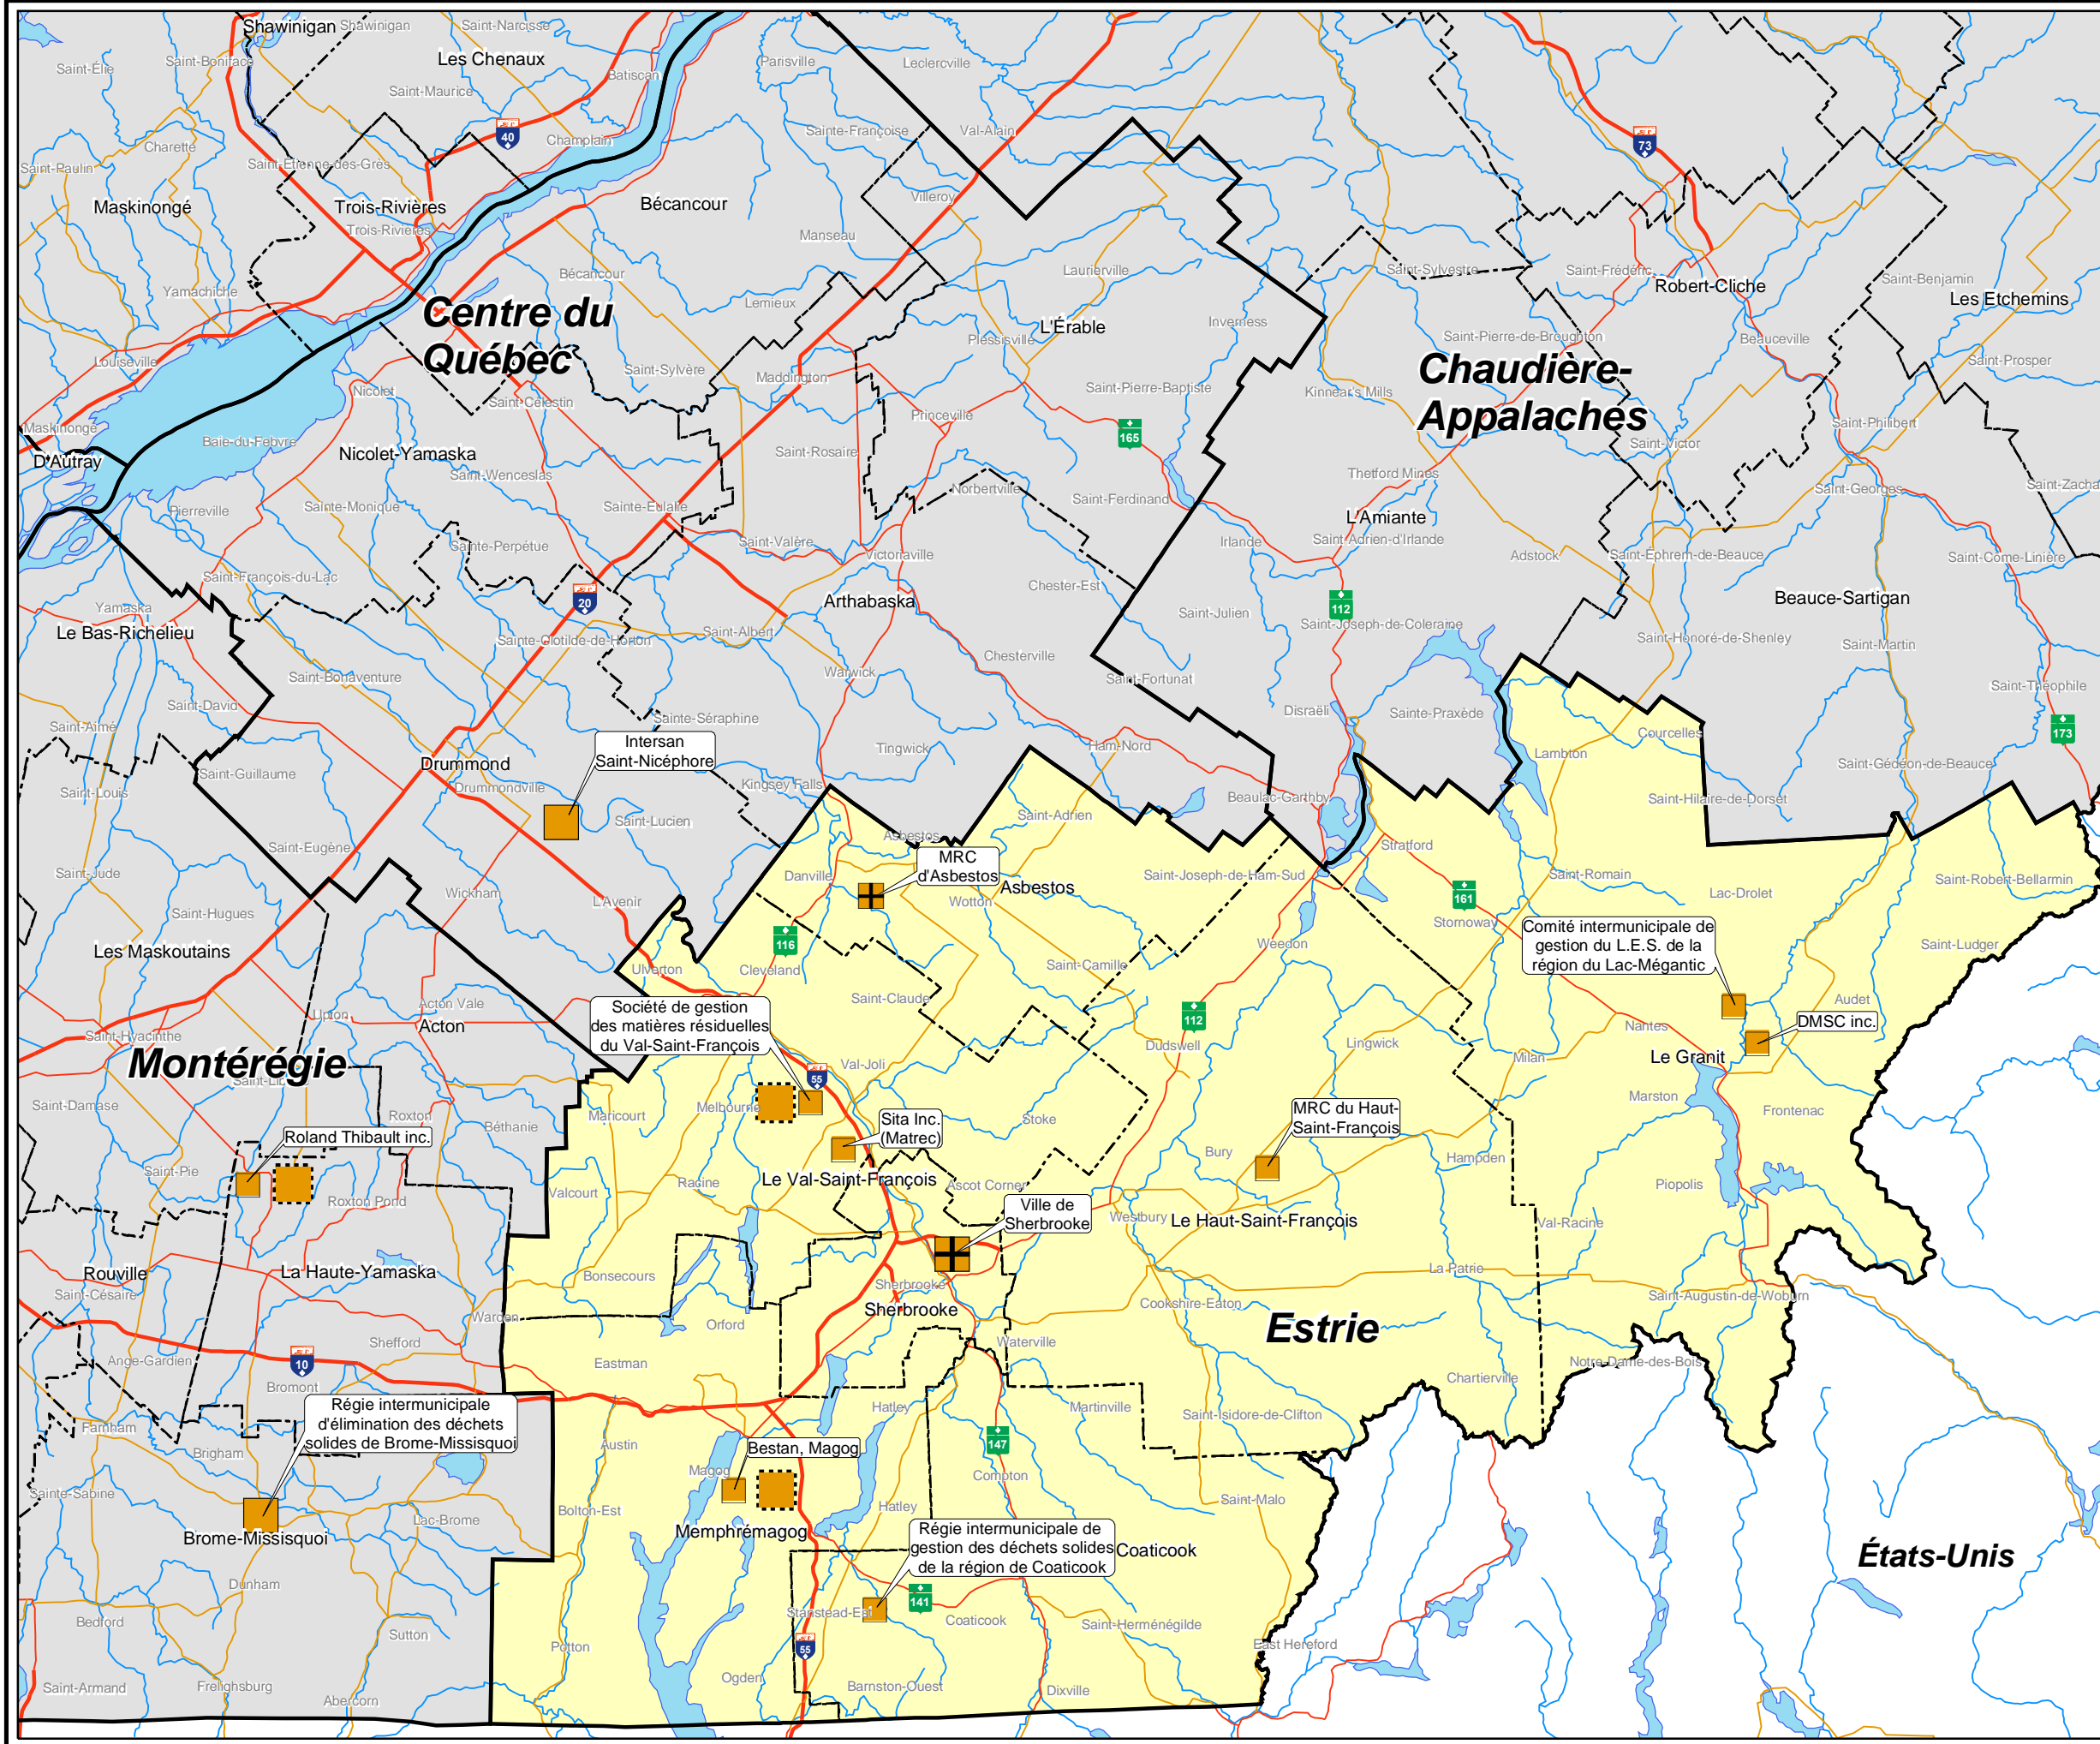 Shawinigan
Shawinigan
Saint-Narcisse
Saint-Élie
Saint-Boniface
Les Chenaux
Batiscan
Parisville
Leclercville
Saint-Maurice
40
Champlain
Sainte-Françoise
Val-Alain
73
Charette
Saint-Paulin
Saint-Etienne-des-Grès
Maskinongé
Trois-Rivières
Trois-Rivières
Bécancour
Villeroy
Manseau
Bécancour
Laurierville
Saint-Sylvestre
Saint-Frédéric
Robert-Cliche
Saint-Benjamin
Les Etchemins
Yamachiche
Lemieux
Centre du
Québec
L'Érable
Inverness
Plessisville
Saint-Pierre-de-Broughton
Beauceville
Saint-Prosper
Louiseville
Saint-Sylvère
Maddington
Chaudière-
Appalaches
Nicolet
Saint-Célestin
Saint-Pierre-Baptiste
Kinnear's Mills
Princeville
Maskinongé
D'Autray
Baie-du-Febvre
Nicolet-Yamaska
Saint-Rosaire
165
Saint-Victor
Saint-Philibert
Saint-Wenceslas
Thetford Mines
Norbertville
Saint-Ferdinand
Saint-Georges
Saint-Zacha
Pierreville
Sainte-Monique
Sainte-Eulalie
L'Amiante
Saint-Adrien-d'Irlande
Irlande
Sainte-Perpétue
Saint-Valère
Victoriaville
Adstock
Saint-Ephrem-de-Beauce
Saint-Côme-Linière
Saint-François-du-Lac
Chester-Est
20
Arthabaska
Yamaska
Le Bas-Richelieu
Saint-Julien
112
Saint-Joseph-de-Coleraine
Beauce-Sartigan
Sainte-Clotilde-de-Horton
Saint-Albert
Saint-Honoré-de-Shenley
Saint-Martin
Chesterville
Warwick
Saint-Bonaventure
Saint-Fortunat
Saint-Théophile
Saint-David
Saint-Aimé
Sainte-Séraphine
Disraëli
Sainte-Praxède
Courcelles
173
Intersan
Saint-Nicéphore
Tingwick
Ham-Nord
Lambton
Drummond
Saint-Gédéon-de-Beauce
Saint-Guillaume
Drummondville
Kingsey Falls
Saint-Louis
Beaulac-Garthby
Saint-Hilaire-de-Dorset
Saint-Lucien
Saint-Adrien
Asbestos
Saint-Eugène
Stratford
MRC
d'Asbestos
Asbestos
Saint-Jude
Danville
Saint-Joseph-de-Ham-Sud
Saint-Romain
Saint-Robert-Bellarmin
Wickham
L'Avenir
Wotton
161
Lac-Drolet
Saint-Hugues
Stornoway
Comité intermunicipale de
gestion du L.E.S. de la
région du Lac-Mégantic
Les Maskoutains
116
Weedon
Saint-Ludger
Ulverton
Cleveland
Saint-Camille
Saint-Claude
Audet
Acton Vale
Société de gestion
des matières résiduelles
du Val-Saint-François
Upton
Acton
112
Nantes
DMSC inc.
Saint-Hyacinthe
Dudswell
Lingwick
Milan
Le Granit
Montérégie
Val-Joli
55
Marston
Saint-Damase
Melbourne
Maricourt
Roxton
Béthanie
Stoke
Frontenac
Sita Inc.
(Matrec)
MRC du Haut-
Saint-François
Roland Thibault inc.
Bury
Hampden
Saint-Pie
Le Val-Saint-François
Racine
Valcourt
Ascot Corner
Piopolis
Roxton Pond
Ville de
Sherbrooke
Westbury
Le Haut-Saint-François
Val-Racine
Rouville
La Haute-Yamaska
Bonsecours
La Patrie
Saint-Césaire
Sherbrooke
Sherbrooke
Cookshire-Eaton
Saint-Augustin-de-Woburn
Warden
Orford
Estrie
Shefford
Waterville
Ange-Gardien
10
Eastman
Notre-Dame-des-Bois
Bromont
Chartierville
Régie intermunicipale
d'élimination des déchets
solides de Brome-Missisquoi
Hatley
Martinville
Saint-Isidore-de-Clifton
Farnham
Brigham
Austin
147
Bestan, Magog
Magog
Compton
Sainte-Sabine
Bolton-Est
Hatley
Saint-Malo
Lac-Brome
Brome-Missisquoi
Memphrémagog
Régie intermunicipale de
gestion des déchets solides
de la région de Coaticook
Coaticook
États-Unis
Dunham
141
Bedford
Stanstead-Est
Coaticook
Saint-Herménégilde
Sutton
Potton
55
East Hereford
Ogden
Saint-Armand
Frelighsburg
Barnston-Ouest
Dixville
Abercorn